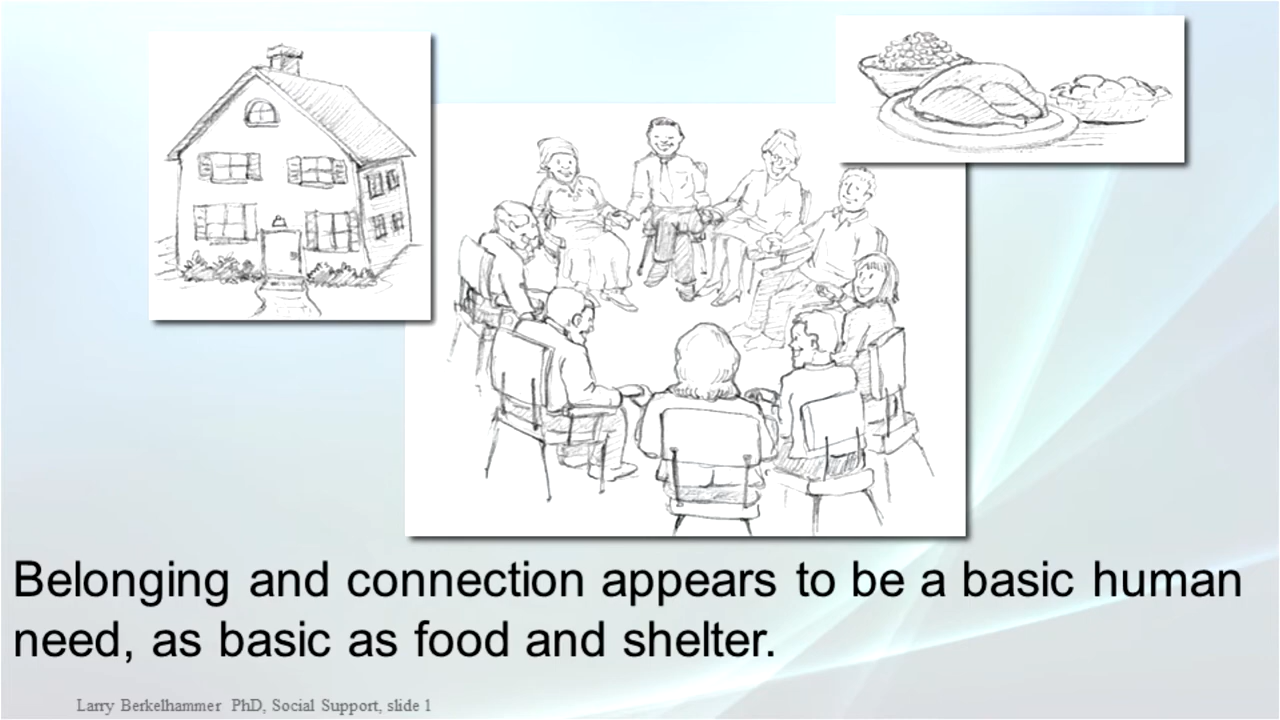 Belonging and connection appears to be a basic human
need, as basic as food and shelter.
Larry Berkelhammer PhD, Social Support, slide 1